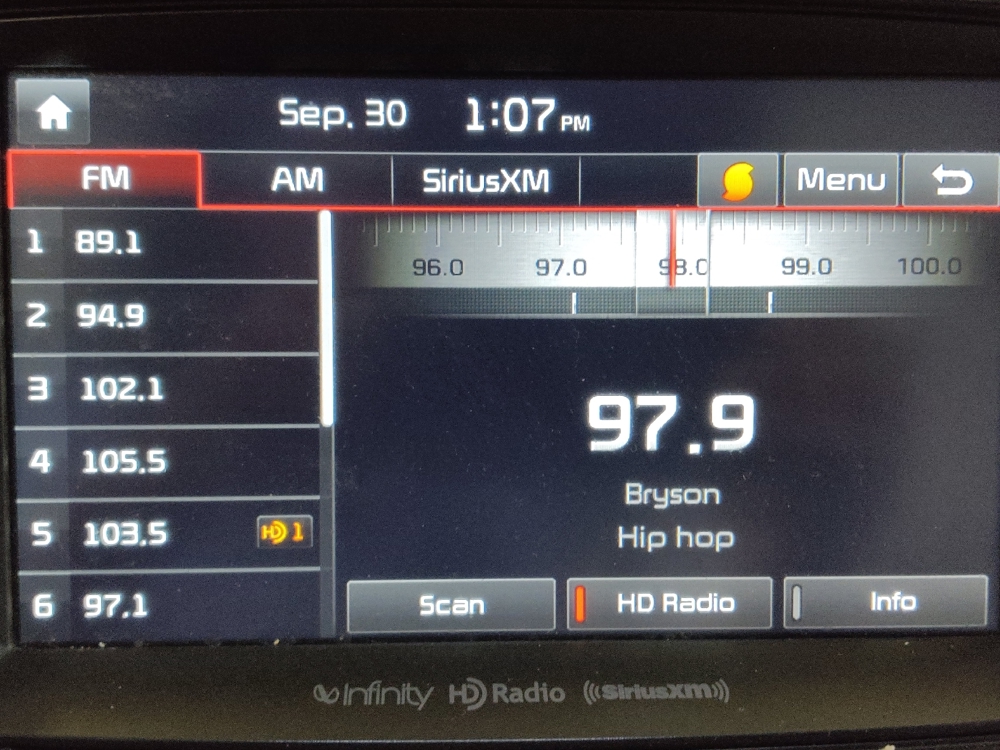 Sep. 30 1:07 PM
FM AM SiriusXM Menu
1 89.1
2 94.9
3 102.1
4 105.5
5 103.5 HD 1
6 97.1
96.0 97.0 98.0 99.0 100.0
97.9
Bryson
Hip hop
Scan HD Radio Info
Infinity HD Radio ((SiriusXM))